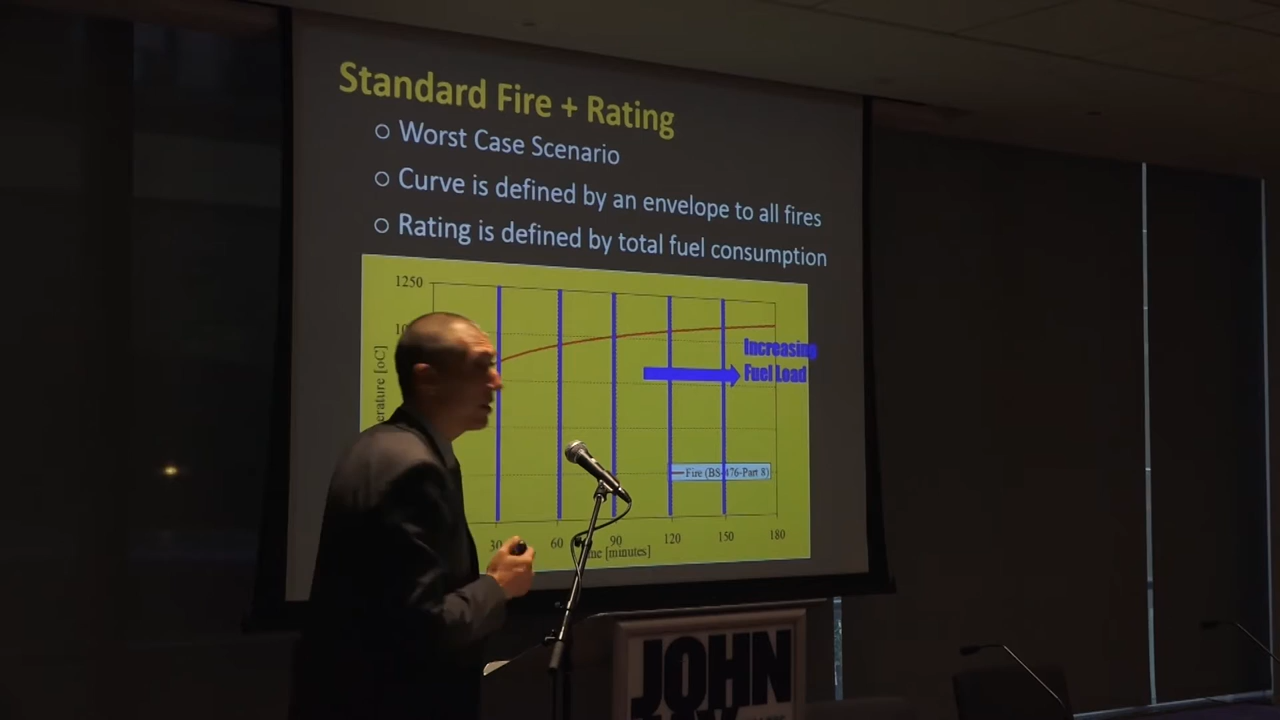 Standard Fire + Rating
Worst Case Scenario
Curve is defined by an envelope to all fires
Rating is defined by total fuel consumption
1250
[oC]
Increasing
Fuel Load
Fire (BS-476-Part 8)
30 60 90 120 150 180
[minutes]
JOHN